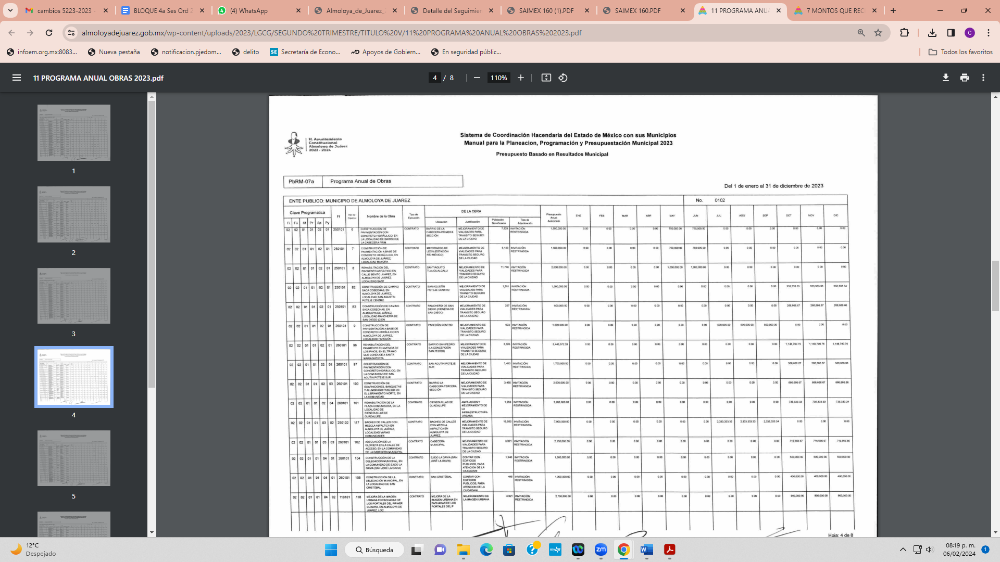 cambios 5223-2023 -
BLOQUE 4a Ses Ord 2
(4) WhatsApp
Almoloya_de_Juarez_
Detalle del Seguimie
SAIMEX 160 (1).PDF
SAIMEX 160.PDF
11 PROGRAMA ANU
7 MONTOS QUE REC
almoloyadejuarez.gob.mx/wp-content/uploads/2023/LGCG/SEGUNDO%20TRIMESTRE/TITULO%20V/11%20PROGRAMA%20ANUAL%20OBRAS%202023.pdf
C
infoem.org.mx:8083...
Nueva pestaña
notificacion.pjedom...
delito
SE Secretaría de Econo...
Apoyos de Gobiern...
En seguridad públic...
Todos los favoritos
11 PROGRAMA ANUAL OBRAS 2023.pdf
4 / 8
110%
1
2
3
4
5
H. Ayuntamiento
Constitucional
Almoloya de Juárez
2022 - 2024
Sistema de Coordinación Hacendaria del Estado de México con sus Municipios
Manual para la Planeacion, Programación y Presupuestación Municipal 2023
Presupuesto Basado en Resultados Municipal
PbRM-07a Programa Anual de Obras
Del 1 de enero al 31 de diciembre de 2023
ENTE PUBLICO: MUNICIPIO DE ALMOLOYA DE JUAREZ No. 0102
Clave Programatica Ff No de Control Nombre de la Obra Tipo de Ejecución DE LA OBRA Presupuesto Anual Autorizado ENE FEB MAR ABR MAY JUN JUL AGO SEP OCT NOV DIC
Fi Fu Sf Pr Sp Py Ubicación Justificación Población Beneficiada Tipo de Adjudicación
02 02 01 01 02 01 250101 6 CONSTRUCCIÓN DE PAVIMENTACIÓN CON CONCRETO HIDRÁULICO, EN LA LOCALIDAD DE BARRIO DE LA CABECERA PRIM CONTRATO BARRIO DE LA CABECERA PRIMERA SECCIÓN MEJORAMIENTO DE VIALIDADES PARA TRANSITO SEGURO DE LA CIUDAD INVITACIÓN RESTRINGIDA 1,500,000.00 0.00 0.00 0.00 0.00 750,000.00 750,000.00 0.00 0.00 0.00 0.00 0.00 0.00
02 02 01 01 02 01 250101 7 CONSTRUCCIÓN DE PAVIMENTACIÓN A BASE DE CONCRETO HIDRÁULICO, EN ALMOLOYA DE JUÁREZ, LOCALIDAD MAYORA CONTRATO MAYORAZGO DE LEÓN (ESTACIÓN RÍO MÉXICO) MEJORAMIENTO DE VIALIDADES PARA TRANSITO SEGURO DE LA CIUDAD 5,123 INVITACIÓN RESTRINGIDA 1,500,000.00 0.00 0.00 0.00 0.00 750,000.00 750,000.00 0.00 0.00 0.00 0.00 0.00 0.00
02 02 01 01 02 01 250101 8 REHABILITACIÓN DEL PAVIMENTO ASFÁLTICO EN CALLE BENITO JUÁREZ, EN ALMOLOYA DE JUÁREZ, LOCALIDAD SANT CONTRATO SANTIAGUITO TLALCILALCALLI MEJORAMIENTO DE VIALIDADES PARA TRANSITO SEGURO DE LA CIUDAD 11,746 INVITACIÓN RESTRINGIDA 2,000,000.00 0.00 0.00 0.00 0.00 1,000,000.00 1,000,000.00 0.00 0.00 0.00 0.00 0.00 0.00
02 02 01 01 02 01 250101 82 CONSTRUCCIÓN DE CAMINO SACA COSECHAS, EN ALMOLOYA DE JUÁREZ, LOCALIDAD SAN AGUSTÍN POTEJE CENTRO CONTRATO SAN AGUSTÍN POTEJE CENTRO MEJORAMIENTO DE VIALIDADES PARA TRANSITO SEGURO DE LA CIUDAD 1,501 INVITACIÓN RESTRINGIDA 1,000,000.00 0.00 0.00 0.00 0.00 0.00 0.00 0.00 0.00 0.00 333,333.33 333,333.33 333,333.34
02 02 01 01 02 01 250101 83 CONSTRUCCIÓN DE CAMINO SACA COSECHAS, EN ALMOLOYA DE JUÁREZ, LOCALIDAD RANCHERÍA DE SAN DIEGO (CIEN CONTRATO RANCHERÍA DE SAN DIEGO (CIENÉGA DE SAN DIEGO) MEJORAMIENTO DE VIALIDADES PARA TRANSITO SEGURO DE LA CIUDAD 257 INVITACIÓN RESTRINGIDA 800,000.00 0.00 0.00 0.00 0.00 0.00 0.00 0.00 0.00 0.00 266,666.67 266,666.67 266,666.66
02 02 01 01 02 01 250101 9 CONSTRUCCIÓN DE PAVIMENTACIÓN A BASE DE CONCRETO HIDRÁULICO EN ALMOLOYA DE JUÁREZ, LOCALIDAD PAREDÓN CONTRATO PAREDÓN CENTRO MEJORAMIENTO DE VIALIDADES PARA TRANSITO SEGURO DE LA CIUDAD 623 INVITACIÓN RESTRINGIDA 1,500,000.00 0.00 0.00 0.00 0.00 0.00 0.00 500,000.00 500,000.00 500,000.00 0.00 0.00 0.00
02 02 01 01 02 01 260101 96 REHABILITACIÓN DEL PAVIMENTO EN AVENIDA DE LOS PINOS, EN EL TRAMO QUE CONDUCE A SANTA MARIA NATIVITA CONTRATO BARRIO SAN PEDRO (LA CONCEPCIÓN SAN PEDRO) MEJORAMIENTO DE VIALIDADES PARA TRANSITO SEGURO DE LA CIUDAD INVITACIÓN RESTRINGIDA 3,446,372.28 0.00 0.00 0.00 0.00 0.00 0.00 0.00 0.00 0.00 1,148,790.76 1,148,790.76 1,148,790.76
02 02 01 01 02 01 260101 97 CONSTRUCCIÓN DE PAVIMENTACIÓN CON CONCRETO HIDRÁULICO, EN LA COMUNIDAD DE SAN AGUTIN POTEJE SUR CONTRATO SAN AGUTIN POTEJE SUR MEJORAMIENTO DE VIALIDADES PARA TRANSITO SEGURO DE LA CIUDAD 1,450 INVITACIÓN RESTRINGIDA 1,700,000.00 0.00 0.00 0.00 0.00 0.00 0.00 0.00 0.00 0.00 566,666.67 566,666.67 566,666.66
02 02 01 01 02 03 260101 100 CONSTRUCCIÓN DE GUARNICIONES, BANQUETAS Y ALUMBRADO PUBLICO EN EL LIBRAMIENTO NORTE, EN LA COMUNIDAD CONTRATO BARRIO LA CABECERA TERCERA SECCIÓN MEJORAMIENTO DE VIALIDADES PARA TRANSITO SEGURO DE LA CIUDAD 3,450 INVITACIÓN RESTRINGIDA 2,000,000.00 0.00 0.00 0.00 0.00 0.00 0.00 0.00 0.00 0.00 666,666.67 666,666.67 666,666.66
02 02 01 01 02 04 260101 101 REHABILITACIÓN DE LA PLAZA COMUNITARIA, EN LA LOCALIDAD DE CIENEGUILLAS DE GUADALUPE, CONTRATO CIENEGUILLAS DE GUADALUPE AMPLIACION Y MEJORAMIENTO DE LA INFRAESTRUCTURA URBANA 1,250 INVITACIÓN RESTRINGIDA 2,206,000.00 0.00 0.00 0.00 0.00 0.00 0.00 0.00 0.00 0.00 735,333.33 735,333.33 735,333.34
02 02 01 01 03 02 250102 117 BACHEO DE CALLES CON MEZCLA ASFALTICA EN ALMOLOYA DE JUÁREZ, LOCALIDAD VARIAS COMUNIDADES CONTRATO BACHEO DE CALLES CON MEZCLA ASFALTICA EN ALMOLOYA DE JUÁREZ, MEJORAMIENTO DE VIALIDADES PARA TRANSITO SEGURO DE LA CIUDAD INVITACIÓN RESTRINGIDA 7,000,000.00 0.00 0.00 0.00 0.00 0.00 0.00 2,333,333.33 2,333,333.33 2,333,333.34 0.00 0.00 0.00
02 02 01 01 03 03 260101 102 ADECUACIÓN DE LA GLORIETA EN LA CALLE DE ACCESO, EN LA COMUNIDAD DE LA CABECERA MUNICIPAL CONTRATO CABECERA MUNICIPAL MEJORAMIENTO DE VIALIDADES PARA TRANSITO SEGURO DE LA CIUDAD 3,021 INVITACIÓN RESTRINGIDA 2,150,000.00 0.00 0.00 0.00 0.00 0.00 0.00 0.00 0.00 0.00 716,666.67 716,666.67 716,666.66
02 02 01 01 04 01 260101 104 CONSTRUCCIÓN DE LA DELEGACIÓN MUNICIPAL, EN LA COMUNIDAD DE EJIDO LA GAVIA (SAN JOSÉ LA GAVIA) CONTRATO EJIDO LA GAVIA (SAN JOSÉ LA GAVIA) CONTAR CON EDIFICIOS PUBLICOS, PARA ATENCION DE LA CIUDADANI 1,940 INVITACIÓN RESTRINGIDA 1,500,000.00 0.00 0.00 0.00 0.00 0.00 0.00 0.00 0.00 0.00 500,000.00 500,000.00 500,000.00
02 02 01 01 04 01 260101 105 CONSTRUCCIÓN DE LA DELEGACIÓN MUNICIPAL, EN LA LOCALIDAD DE SAN CRISTÓBAL CONTRATO SAN CRISTÓBAL CONTAR CON EDIFICIOS PUBLICOS, PARA ATENCION DE LA CIUDADANI 495 INVITACIÓN RESTRINGIDA 1,200,000.00 0.00 0.00 0.00 0.00 0.00 0.00 0.00 0.00 0.00 400,000.00 400,000.00 400,000.00
02 02 01 01 04 02 110101 118 MEJORA DE LA IMAGEN URBANA EN FACHADAS DE LOS PORTALES DEL PRIMER CUADRO, EN ALMOLOYA DE JUÁREZ, LOC CONTRATO MEJORA DE LA IMAGEN URBANA EN FACHADAS DE LOS PORTALES DEL P MEJORAMIENTO DE LA IMAGEN URBANA 3,021 INVITACIÓN RESTRINGIDA 2,700,000.00 0.00 0.00 0.00 0.00 0.00 0.00 0.00 0.00 0.00 900,000.00 900,000.00 900,000.00
Hoja: 4 de 8
12°C
Despejado
Búsqueda
08:19 p. m.
06/02/2024
1